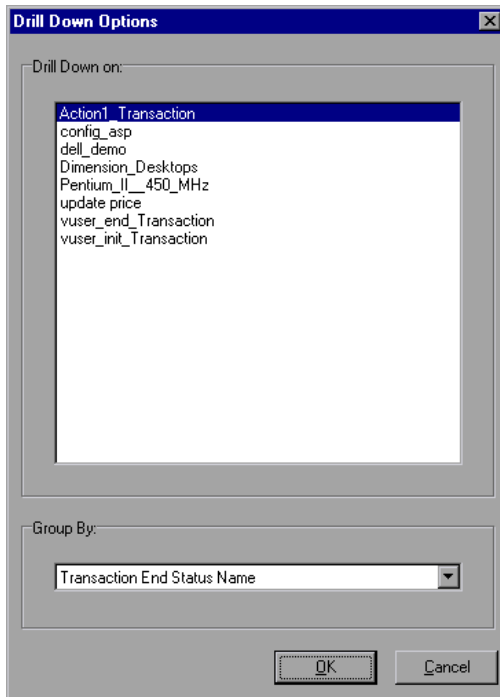 Drill Down Options
Drill Down on:
Action1_Transaction
config_asp
dell_demo
Dimension_Desktops
Pentium_II__450_MHz
update price
vuser_end_Transaction
vuser_init_Transaction
Group By:
Transaction End Status Name
OK
Cancel